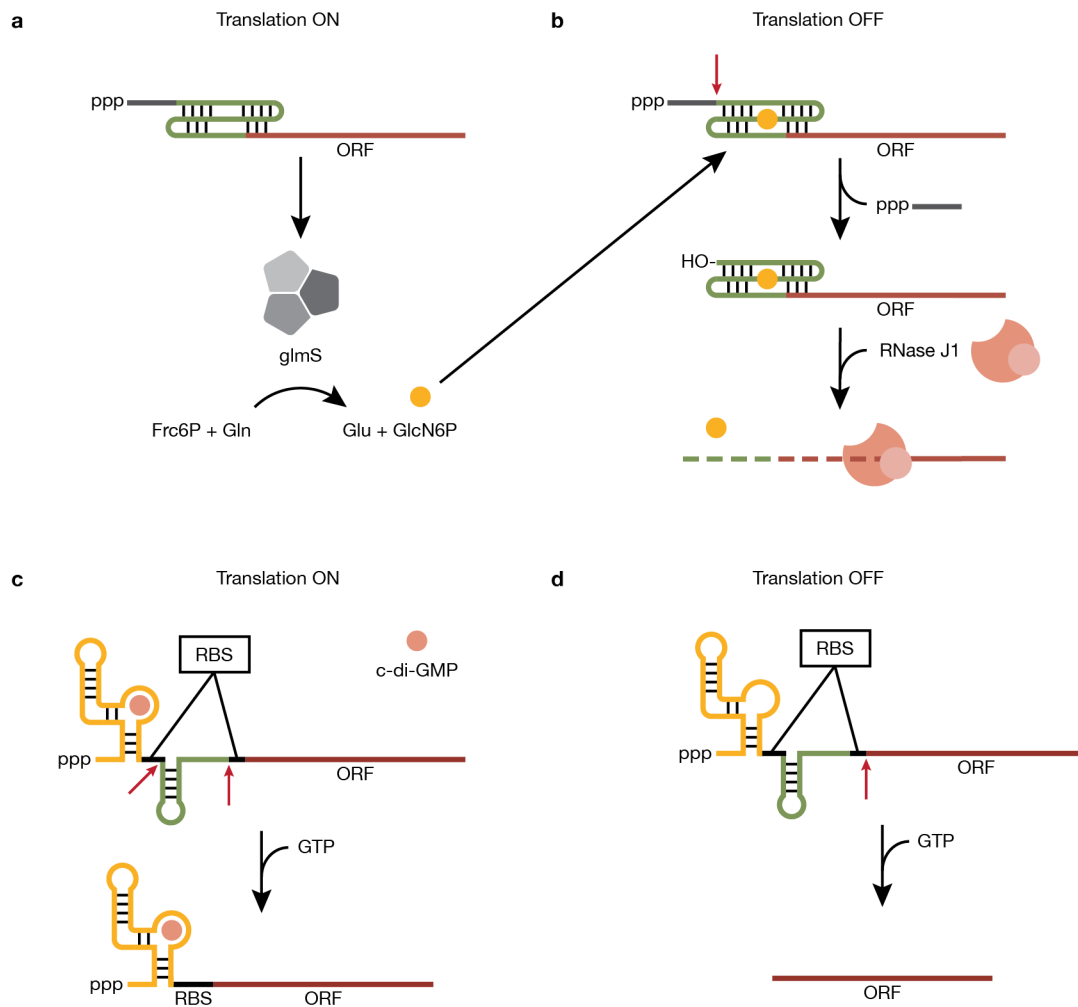 a
Translation ON
ppp
ORF
glmS
Frc6P + Gln
Glu + GlcN6P
b
Translation OFF
ppp
ORF
ppp
HO-
ORF
RNase J1
c
Translation ON
RBS
c-di-GMP
ppp
ORF
GTP
ppp
RBS
ORF
d
Translation OFF
RBS
ppp
ORF
GTP
ORF